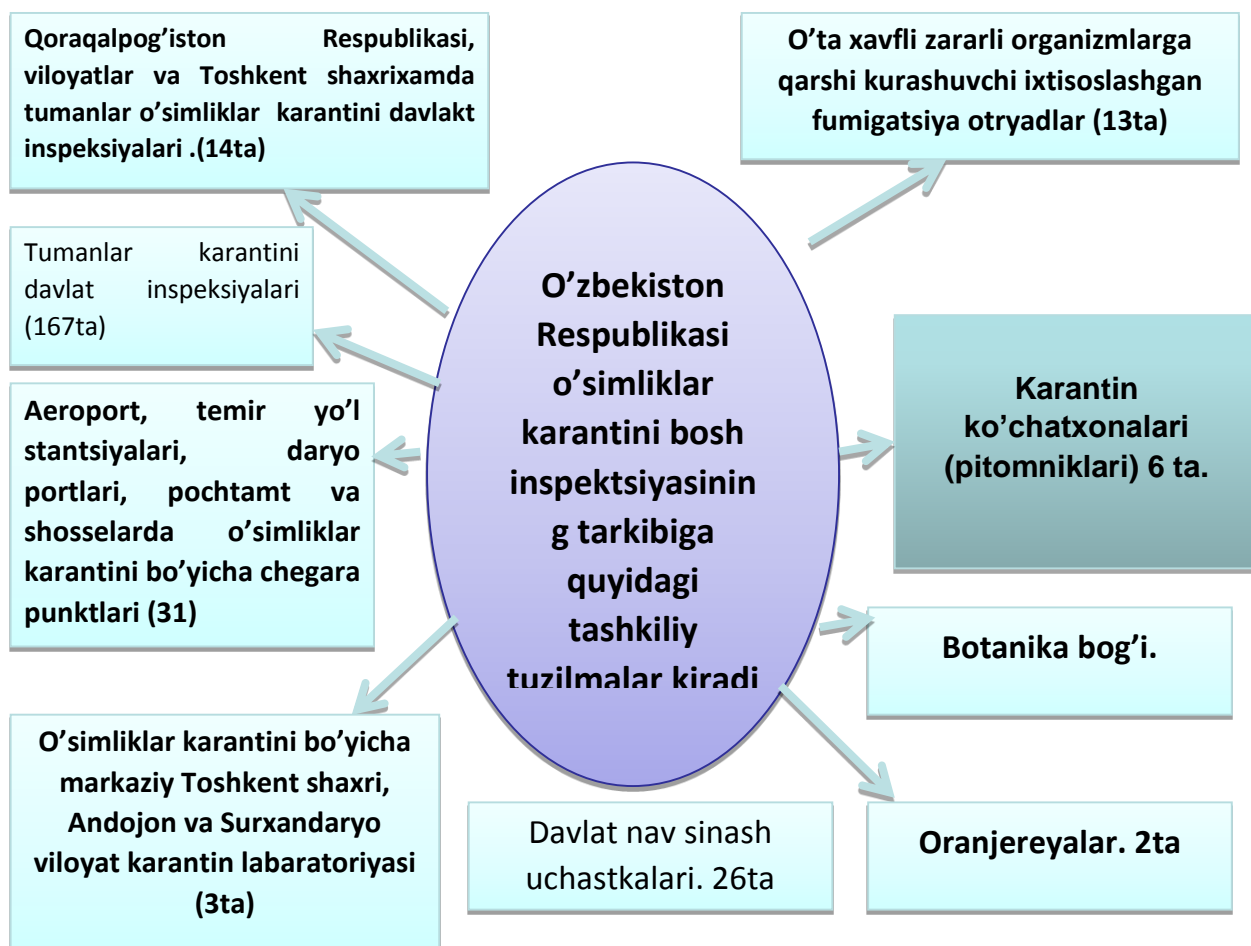 Qoraqalpog'iston Respublikasi,
viloyatlar va Toshkent shaxrixamda
tumanlar o'simliklar karantini davlakt
inspeksiyalari .(14ta)
O'ta xavfli zararli organizmlarga
qarshi kurashuvchi ixtisoslashgan
fumigatsiya otryadlar (13ta)
Tumanlar karantini
davlat inspeksiyalari
(167ta)
O'zbekiston
Respublikasi
o'simliklar
karantini bosh
inspektsiyasinin
g tarkibiga
quyidagi
tashkiliy
tuzilmalar kiradi
Karantin
ko'chatxonalari
(pitomniklari) 6 ta.
Aeroport, temir yo'l
stantsiyalari, daryo
portlari, pochtamt va
shosselarda o'simliklar
karantini bo'yicha chegara
punktlari (31)
Botanika bog'i.
O'simliklar karantini bo'yicha
markaziy Toshkent shaxri,
Andojon va Surxandaryo
viloyat karantin labaratoriyasi
(3ta)
Davlat nav sinash
uchastkalari. 26ta
Oranjereyalar. 2ta